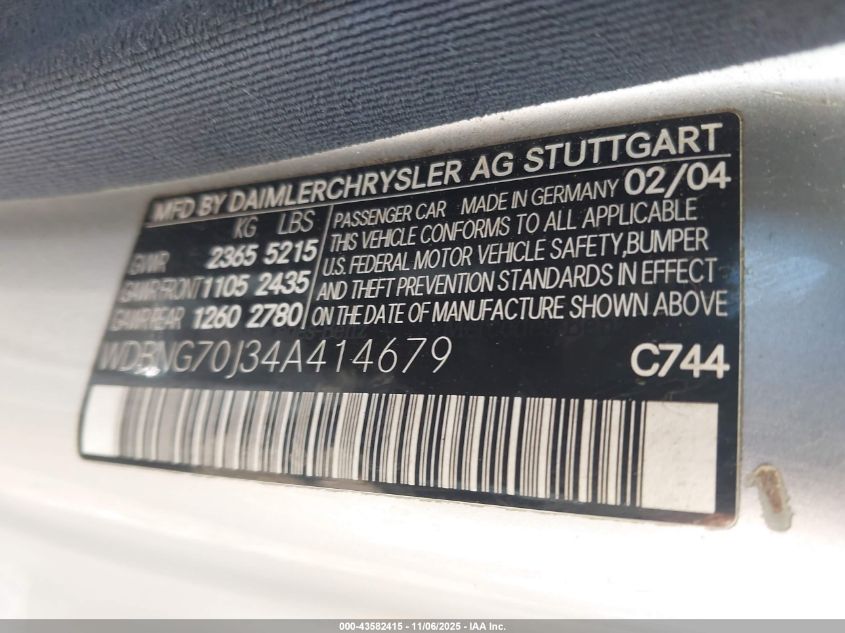 MFD BY DAIMLERCHRYSLER AG STUTTGART
KG LBS
GWR 2365 5215
GAWR FRONT 1105 2435
GAWR REAR 1260 2780
PASSENGER CAR MADE IN GERMANY 02/04
THIS VEHICLE CONFORMS TO ALL APPLICABLE
U.S. FEDERAL MOTOR VEHICLE SAFETY, BUMPER
AND THEFT PREVENTION STANDARDS IN EFFECT
ON THE DATE OF MANUFACTURE SHOWN ABOVE
WDBNG70J34A414679 C744
000-43582415 - 11/06/2025 - IAA Inc.